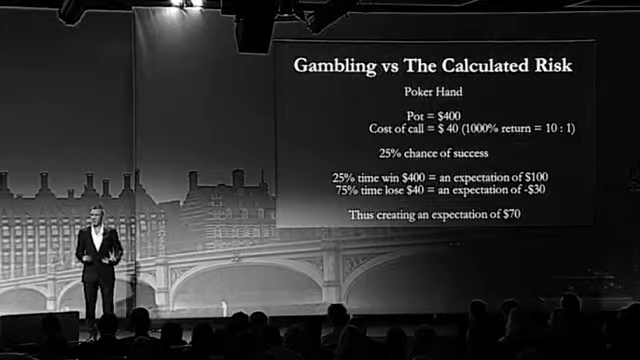 Gambling vs The Calculated Risk
Poker Hand
Pot = $400
Cost of call = $ 40 (1000% return = 10 : 1)
25% chance of success
25% time win $400 = an expectation of $100
75% time lose $40 = an expectation of -$30
Thus creating an expectation of $70